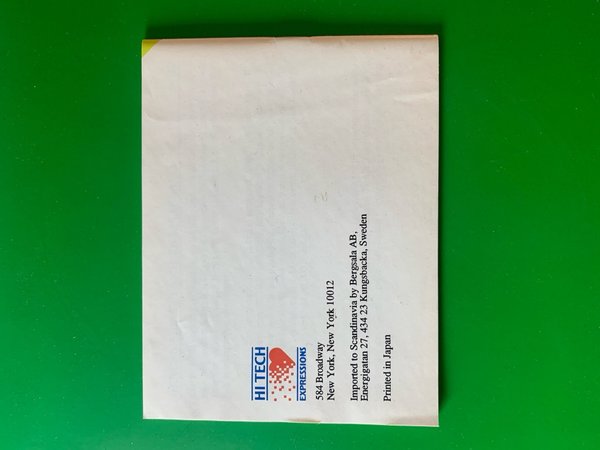 HI TECH
EXPRESSIONS
584 Broadway
New York, New York 10012
Imported to Scandinavia by Bergsala AB,
Energigatan 27, 434 23 Kungsbacka, Sweden
Printed in Japan